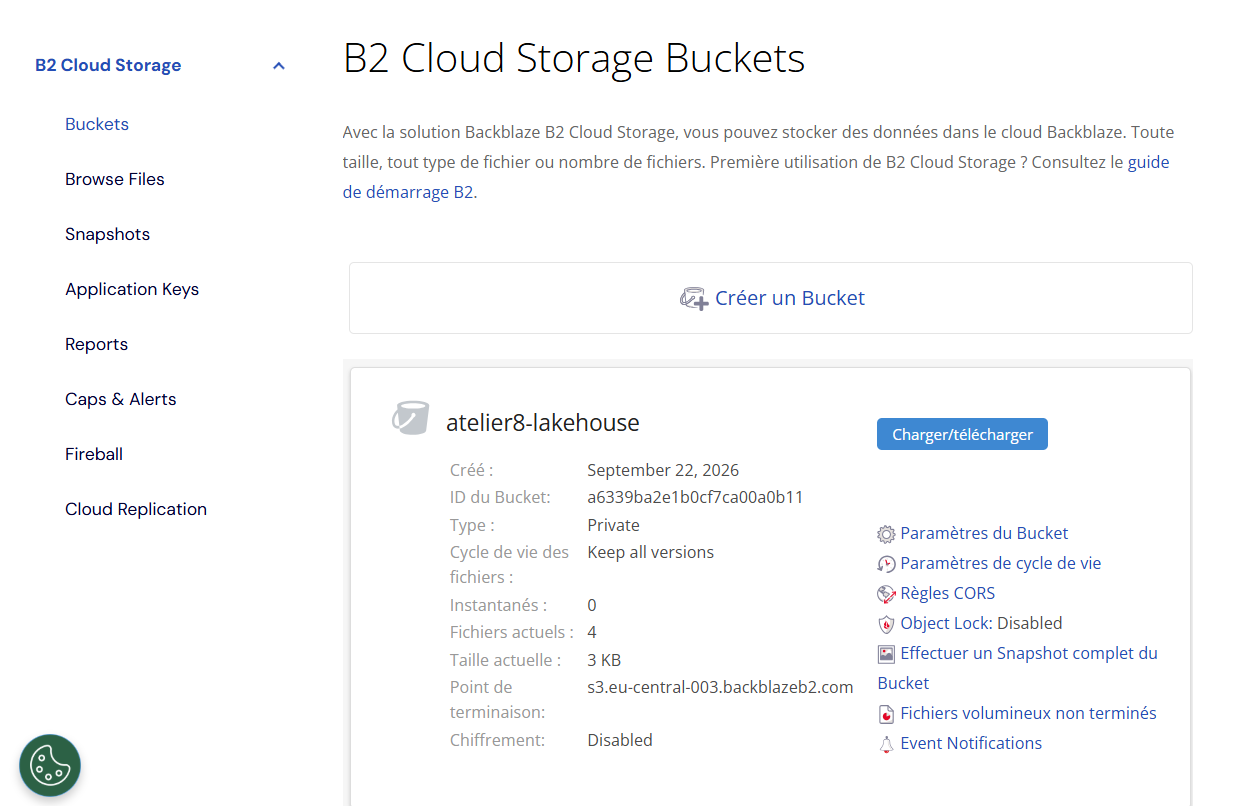 B2 Cloud Storage
Buckets
Browse Files
Snapshots
Application Keys
Reports
Caps & Alerts
Fireball
Cloud Replication
B2 Cloud Storage Buckets
Avec la solution Backblaze B2 Cloud Storage, vous pouvez stocker des données dans le cloud Backblaze. Toute
taille, tout type de fichier ou nombre de fichiers. Première utilisation de B2 Cloud Storage ? Consultez le guide
de démarrage B2.
Créer un Bucket
atelier8-lakehouse
Créé : September 22, 2026
ID du Bucket: a6339ba2e1b0cf7ca00a0b11
Type : Private
Cycle de vie des Keep all versions
fichiers :
Instantanés : 0
Fichiers actuels : 4
Taille actuelle : 3 KB
Point de s3.eu-central-003.backblazeb2.com
terminaison:
Chiffrement: Disabled
Charger/télécharger
Paramètres du Bucket
Paramètres de cycle de vie
Règles CORS
Object Lock: Disabled
Effectuer un Snapshot complet du
Bucket
Fichiers volumineux non terminés
Event Notifications